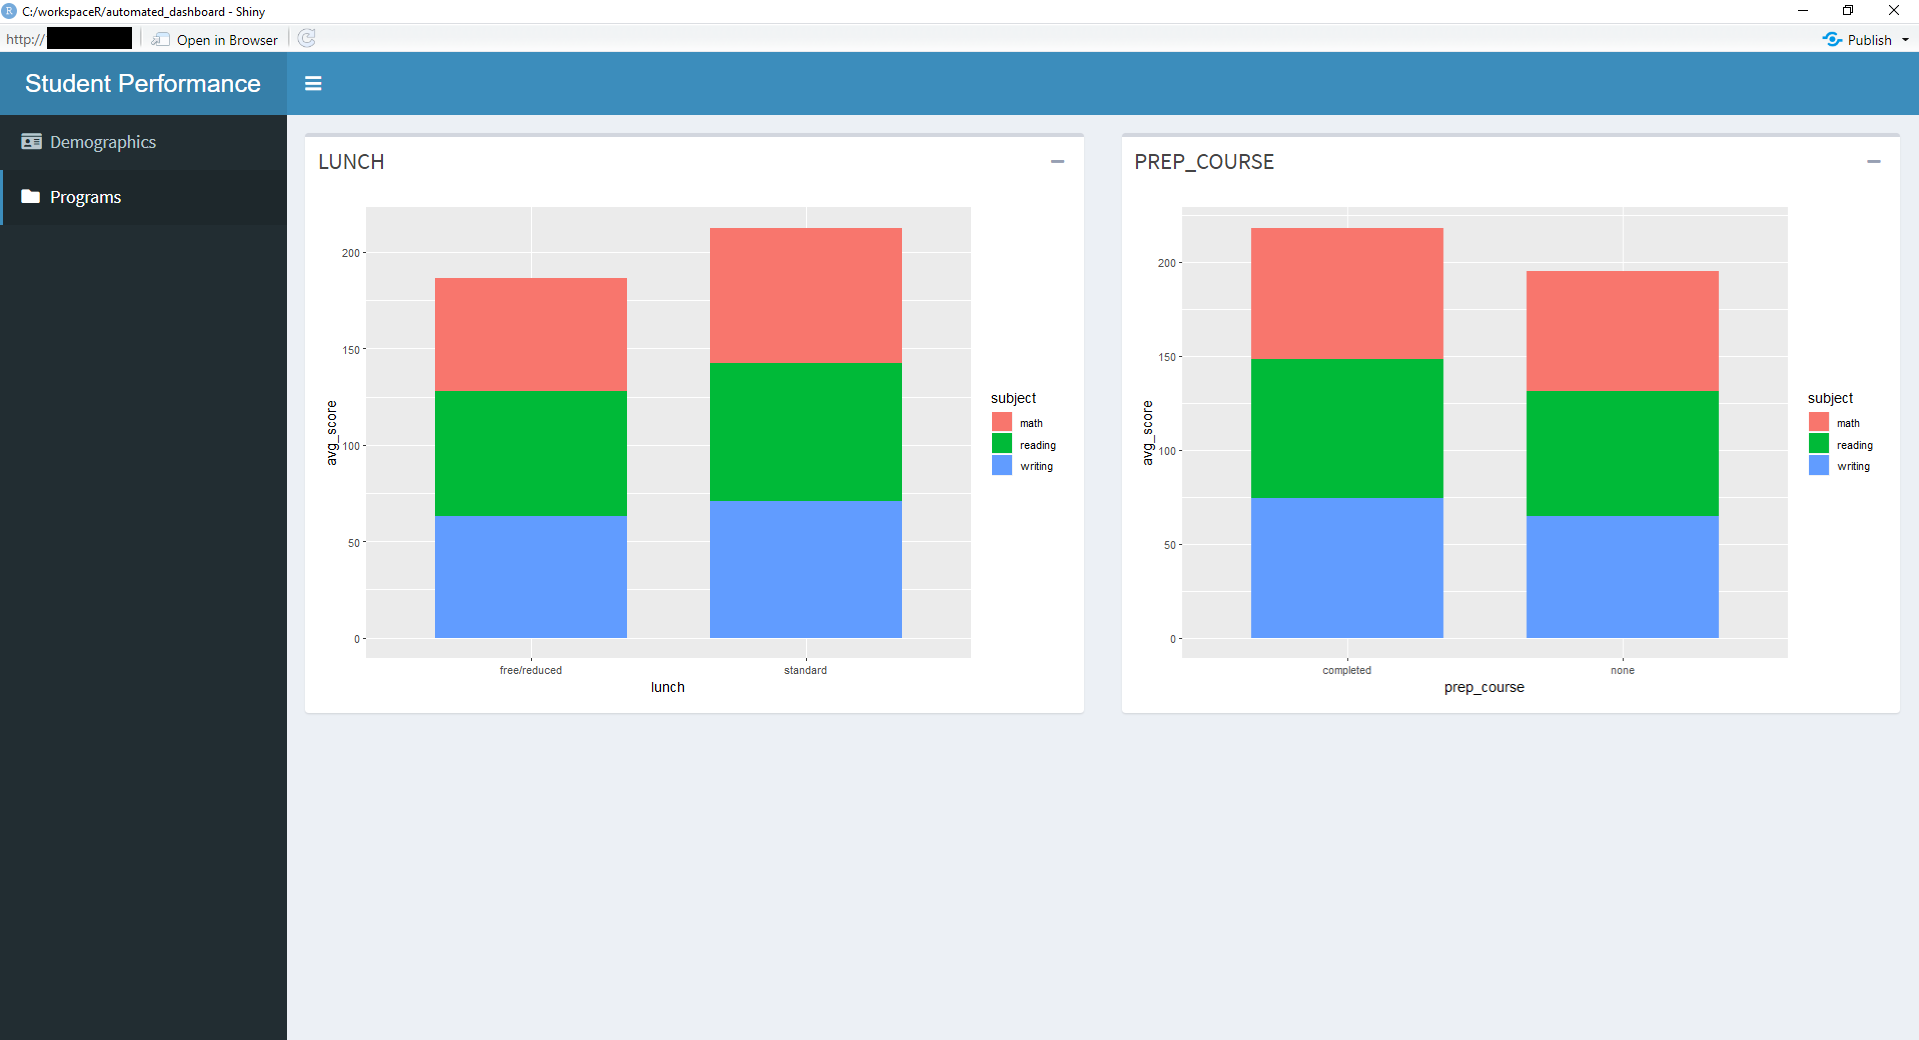 C:/workspaceR/automated_dashboard - Shiny
http://
Open in Browser
Publish
Student Performance
Demographics
Programs
LUNCH
avg_score
200
150
100
50
0
free/reduced
standard
lunch
subject
math
reading
writing
PREP_COURSE
avg_score
200
150
100
50
0
completed
none
prep_course
subject
math
reading
writing